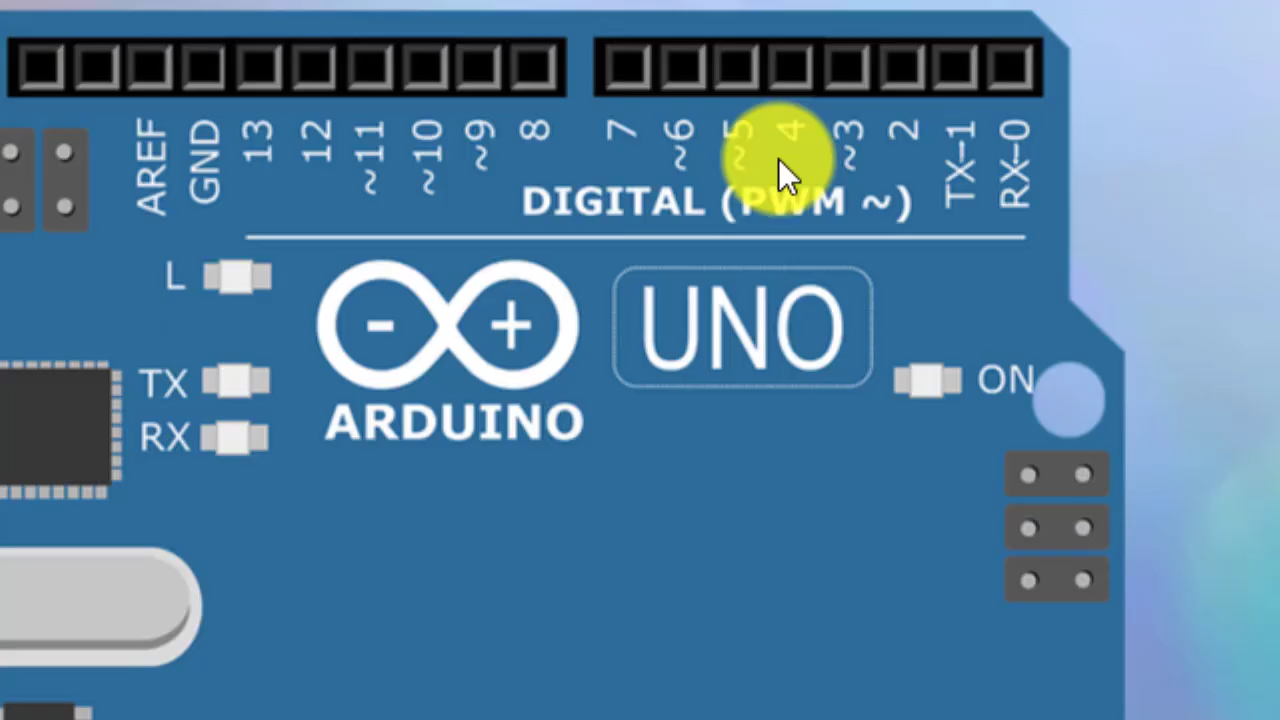 AREF GND 13 12 ~11 ~10 ~9 8 7 ~6 ~5 4 ~3 2 TX→1 RX←0
DIGITAL (PWM ~)
L
- +
UNO
TX
ON
RX
ARDUINO